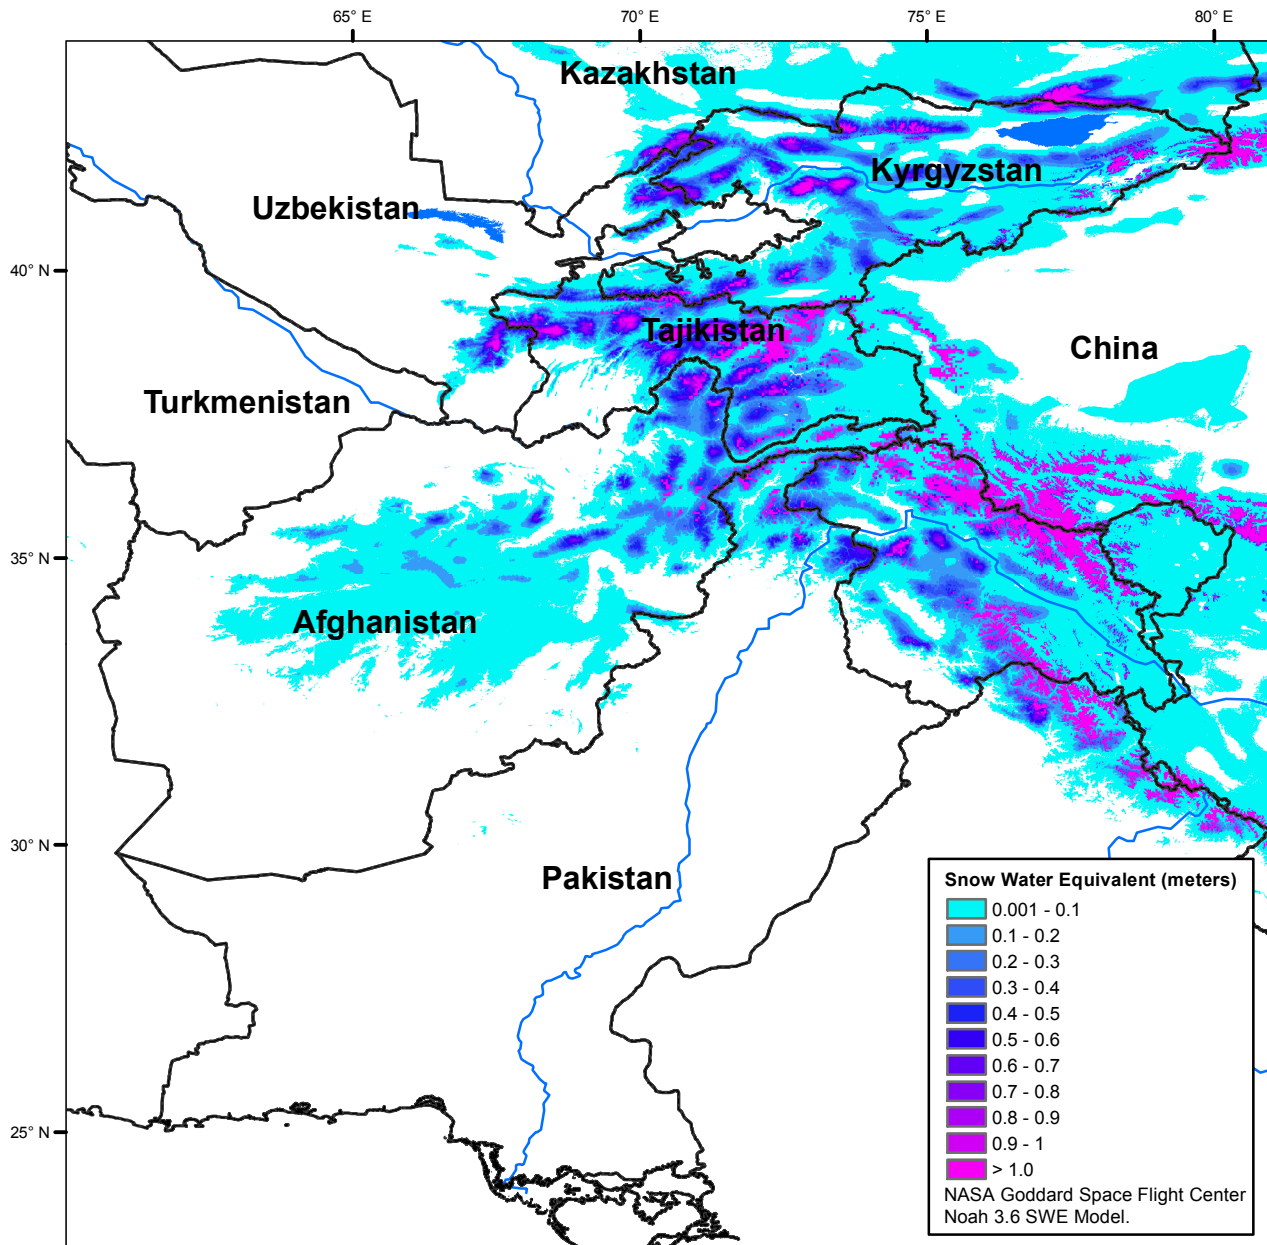 65° E
70° E
75° E
80° E
Kazakhstan
Kyrgyzstan
Uzbekistan
40° N
Tajikistan
China
Turkmenistan
35° N
Afghanistan
30° N
Pakistan
25° N
Snow Water Equivalent (meters)
0.001 - 0.1
0.1 - 0.2
0.2 - 0.3
0.3 - 0.4
0.4 - 0.5
0.5 - 0.6
0.6 - 0.7
0.7 - 0.8
0.8 - 0.9
0.9 - 1
> 1.0
NASA Goddard Space Flight Center
Noah 3.6 SWE Model.